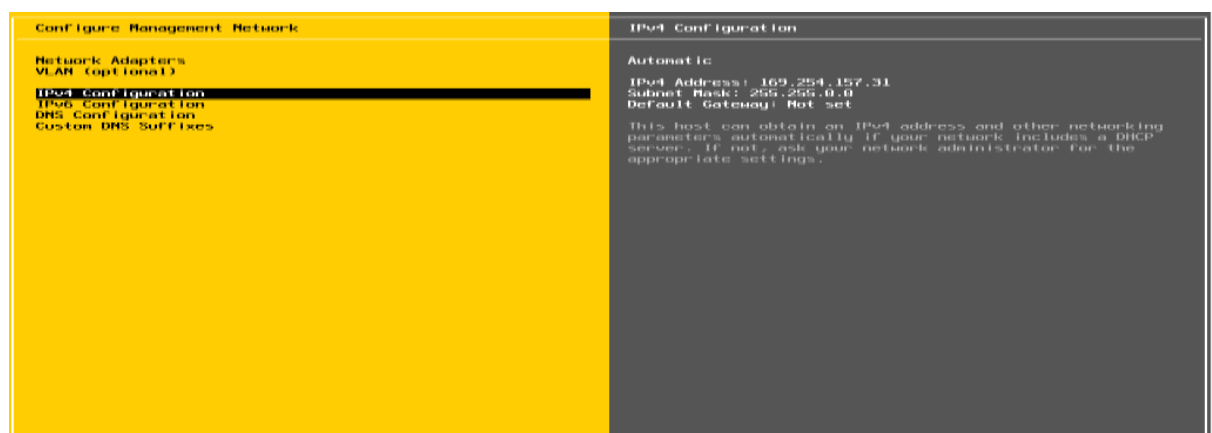 Configure Management Network
Network Adapters
VLAN (optional)
IPv4 Configuration
IPv6 Configuration
DNS Configuration
Custom DNS Suffixes
IPv4 Configuration
Automatic
IPv4 Address: 169.254.157.31
Subnet Mask: 255.255.0.0
Default Gateway: Not set
This host can obtain an IPv4 address and other networking
parameters automatically if your network includes a DHCP
server. If not, ask your network administrator for the
appropriate settings.